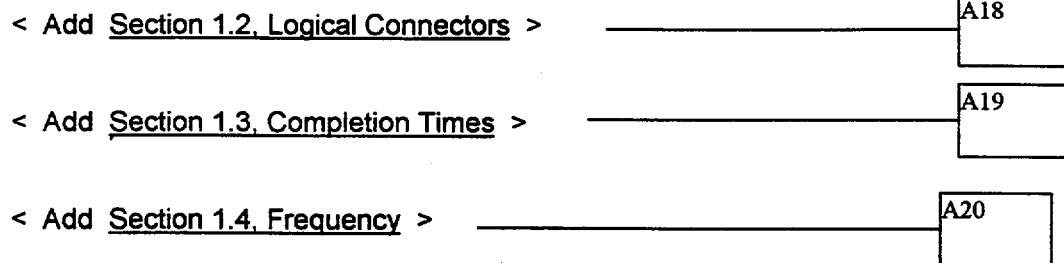 < Add Section 1.2, Logical Connectors > A18
< Add Section 1.3, Completion Times > A19
< Add Section 1.4, Frequency > A20